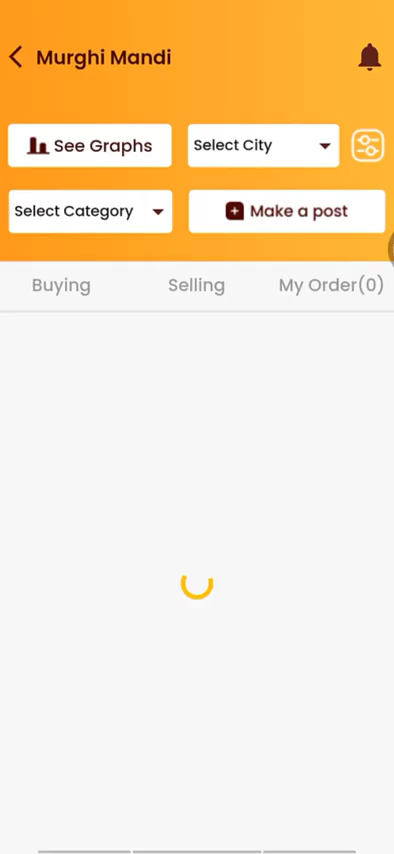 Murghi Mandi
See Graphs
Select City
Select Category
Make a post
Buying
Selling
My Order(0)